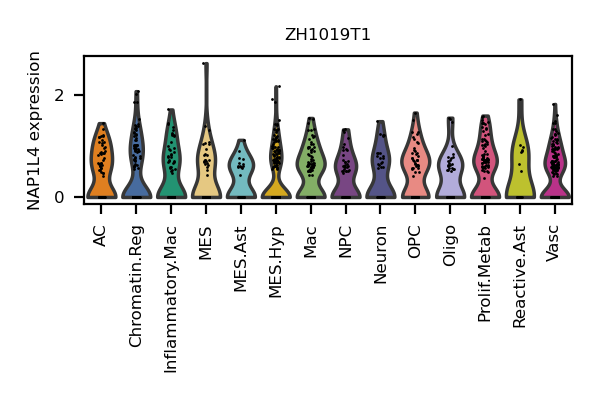 ZH1019T1
NAP1L4 expression
2
0
AC
Chromatin.Reg
Inflammatory.Mac
MES
MES.Ast
MES.Hyp
Mac
NPC
Neuron
OPC
Oligo
Prolif.Metab
Reactive.Ast
Vasc